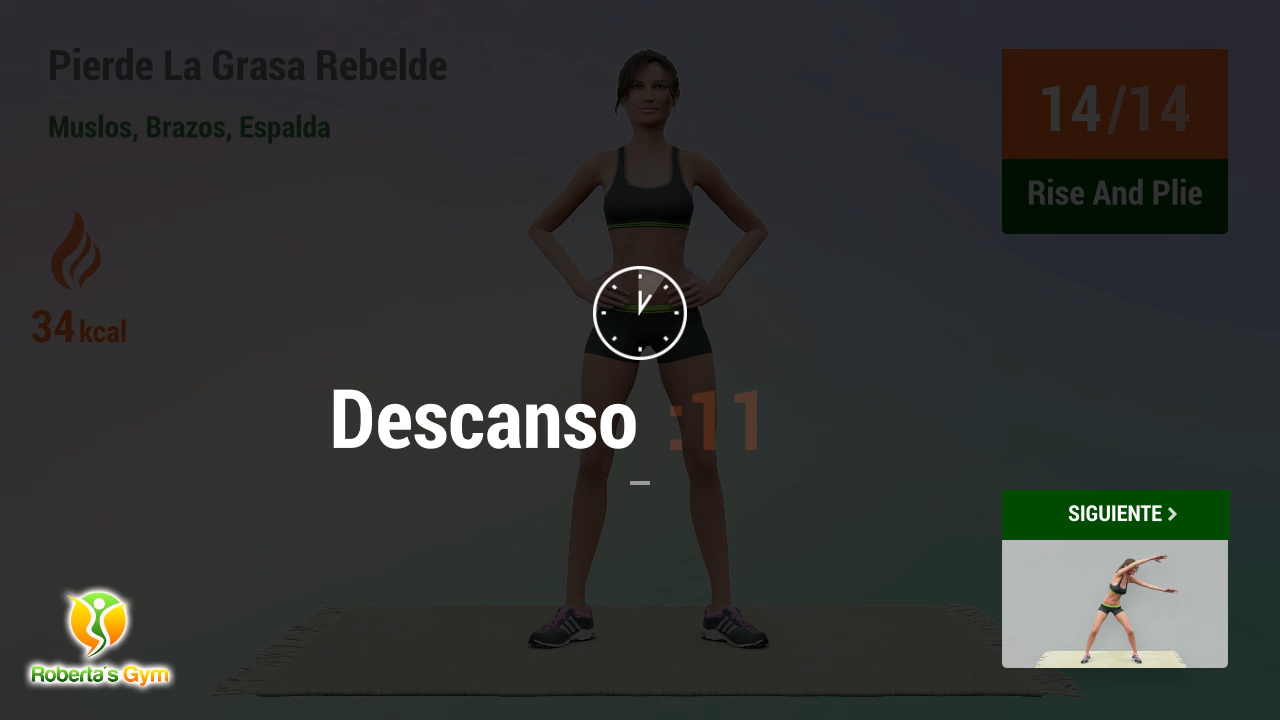 Pierde La Grasa Rebelde
Muslos, Brazos, Espalda
14/14
Rise And Plie
34 kcal
Descanso :11
SIGUIENTE >
Roberta's Gym